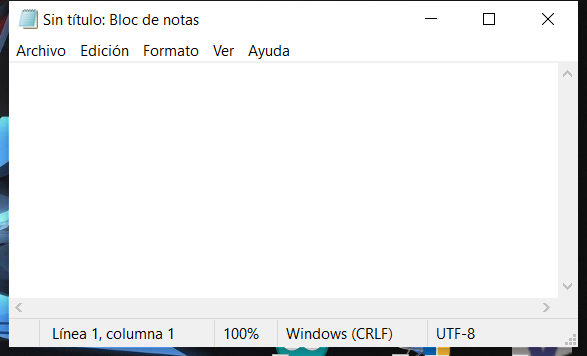 Sin título: Bloc de notas
Archivo Edición Formato Ver Ayuda
Línea 1, columna 1 100% Windows (CRLF) UTF-8